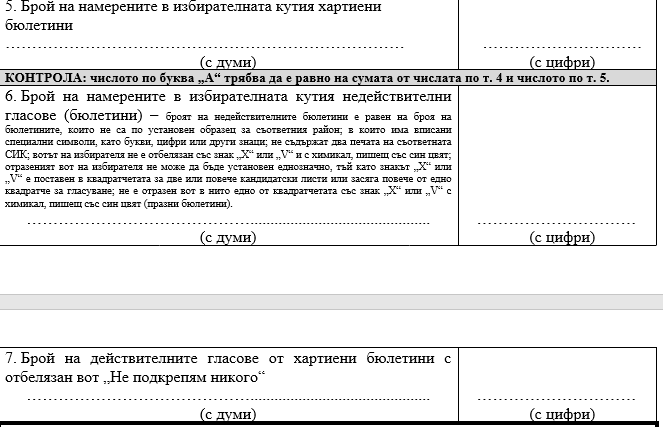 5. Брой на намерените в избирателната кутия хартиени
бюлетини
……………………………………………………………………
(с думи)
…………………………
(с цифри)
КОНТРОЛА: числото по буква „А“ трябва да е равно на сумата от числата по т. 4 и числото по т. 5.
6. Брой на намерените в избирателната кутия недействителни
гласове (бюлетини) – броят на недействителните бюлетини е равен на броя на
бюлетините, които не са по установен образец за съответния район; в които има вписани
специални символи, като букви, цифри или други знаци; не съдържат два печата на съответната
СИК; вотът на избирателя не е отбелязан със знак „X“ или „V“ и с химикал, пишещ със син цвят;
отразеният вот на избирателя не може да бъде установен еднозначно, тъй като знакът „X“ или
„V“ е поставен в квадратчетата за две или повече кандидатски листи или засяга повече от едно
квадратче за гласуване; не е отразен вот в нито едно от квадратчетата със знак „X“ или „V“ с
химикал, пишещ със син цвят (празни бюлетини).
……………………………………………………………………
(с думи)
…………………………
(с цифри)
7. Брой на действителните гласове от хартиени бюлетини с
отбелязан вот „Не подкрепям никого“
……………………………………………………………………
(с думи)
…………………………
(с цифри)